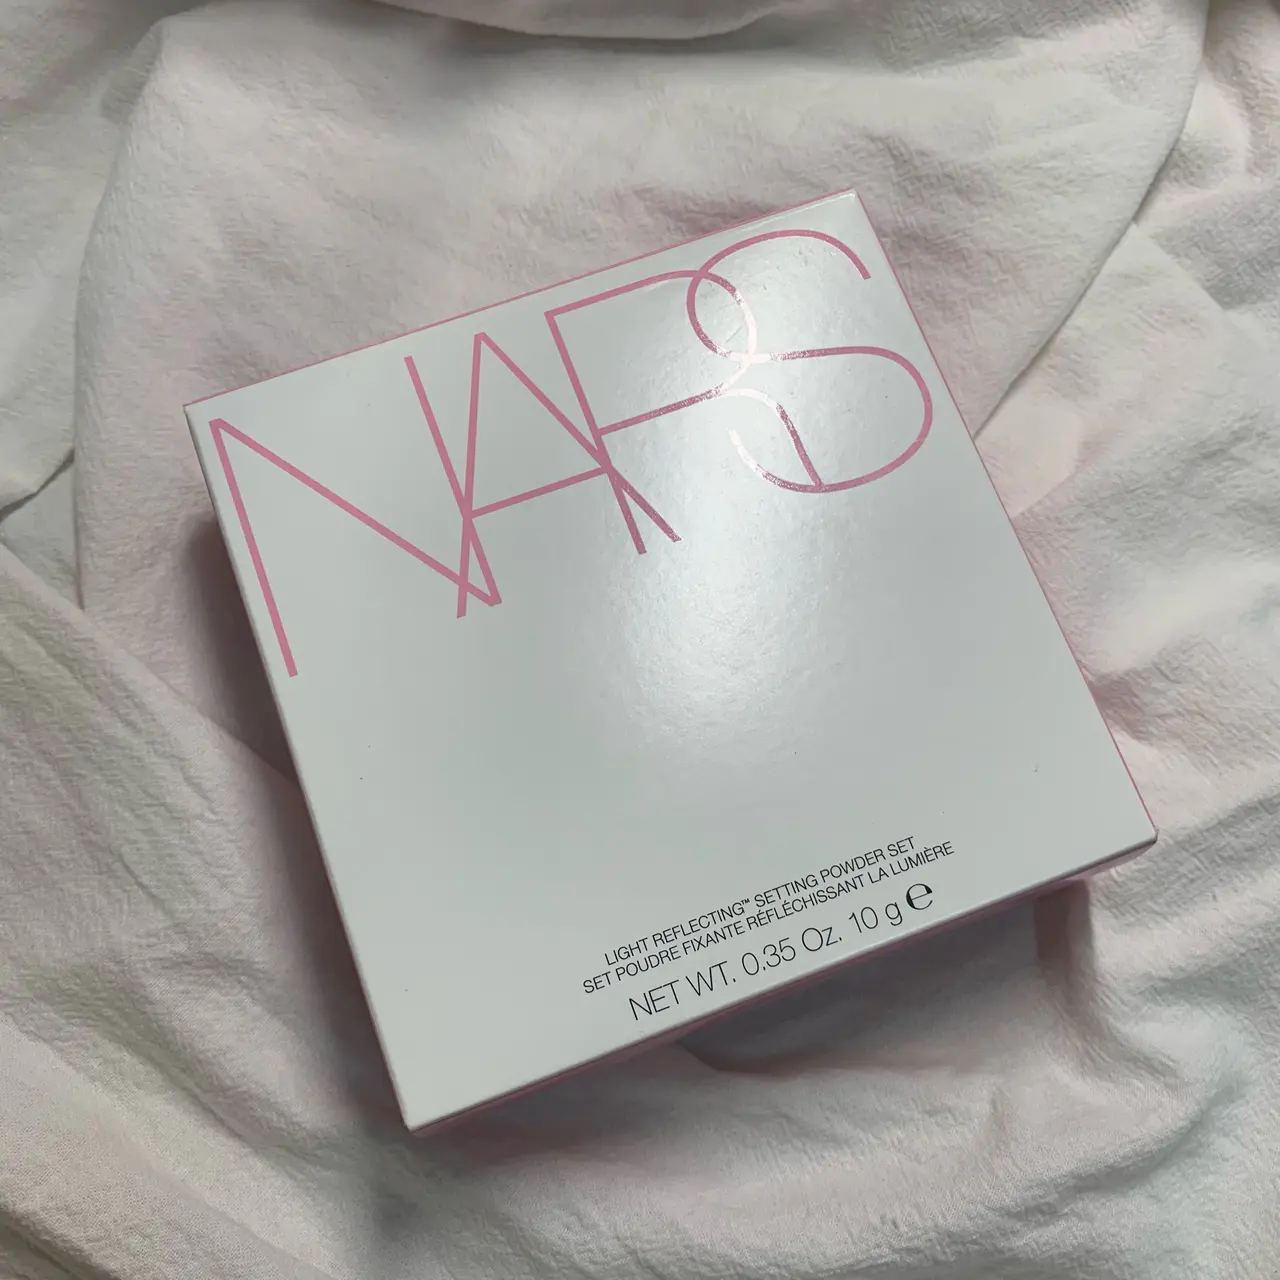 NARS
LIGHT REFLECTING™ SETTING POWDER SET
SET POUDRE FIXANTE RÉFLÉCHISSANT LA LUMIÈRE
NET WT. 0.35 Oz. 10 g ℮